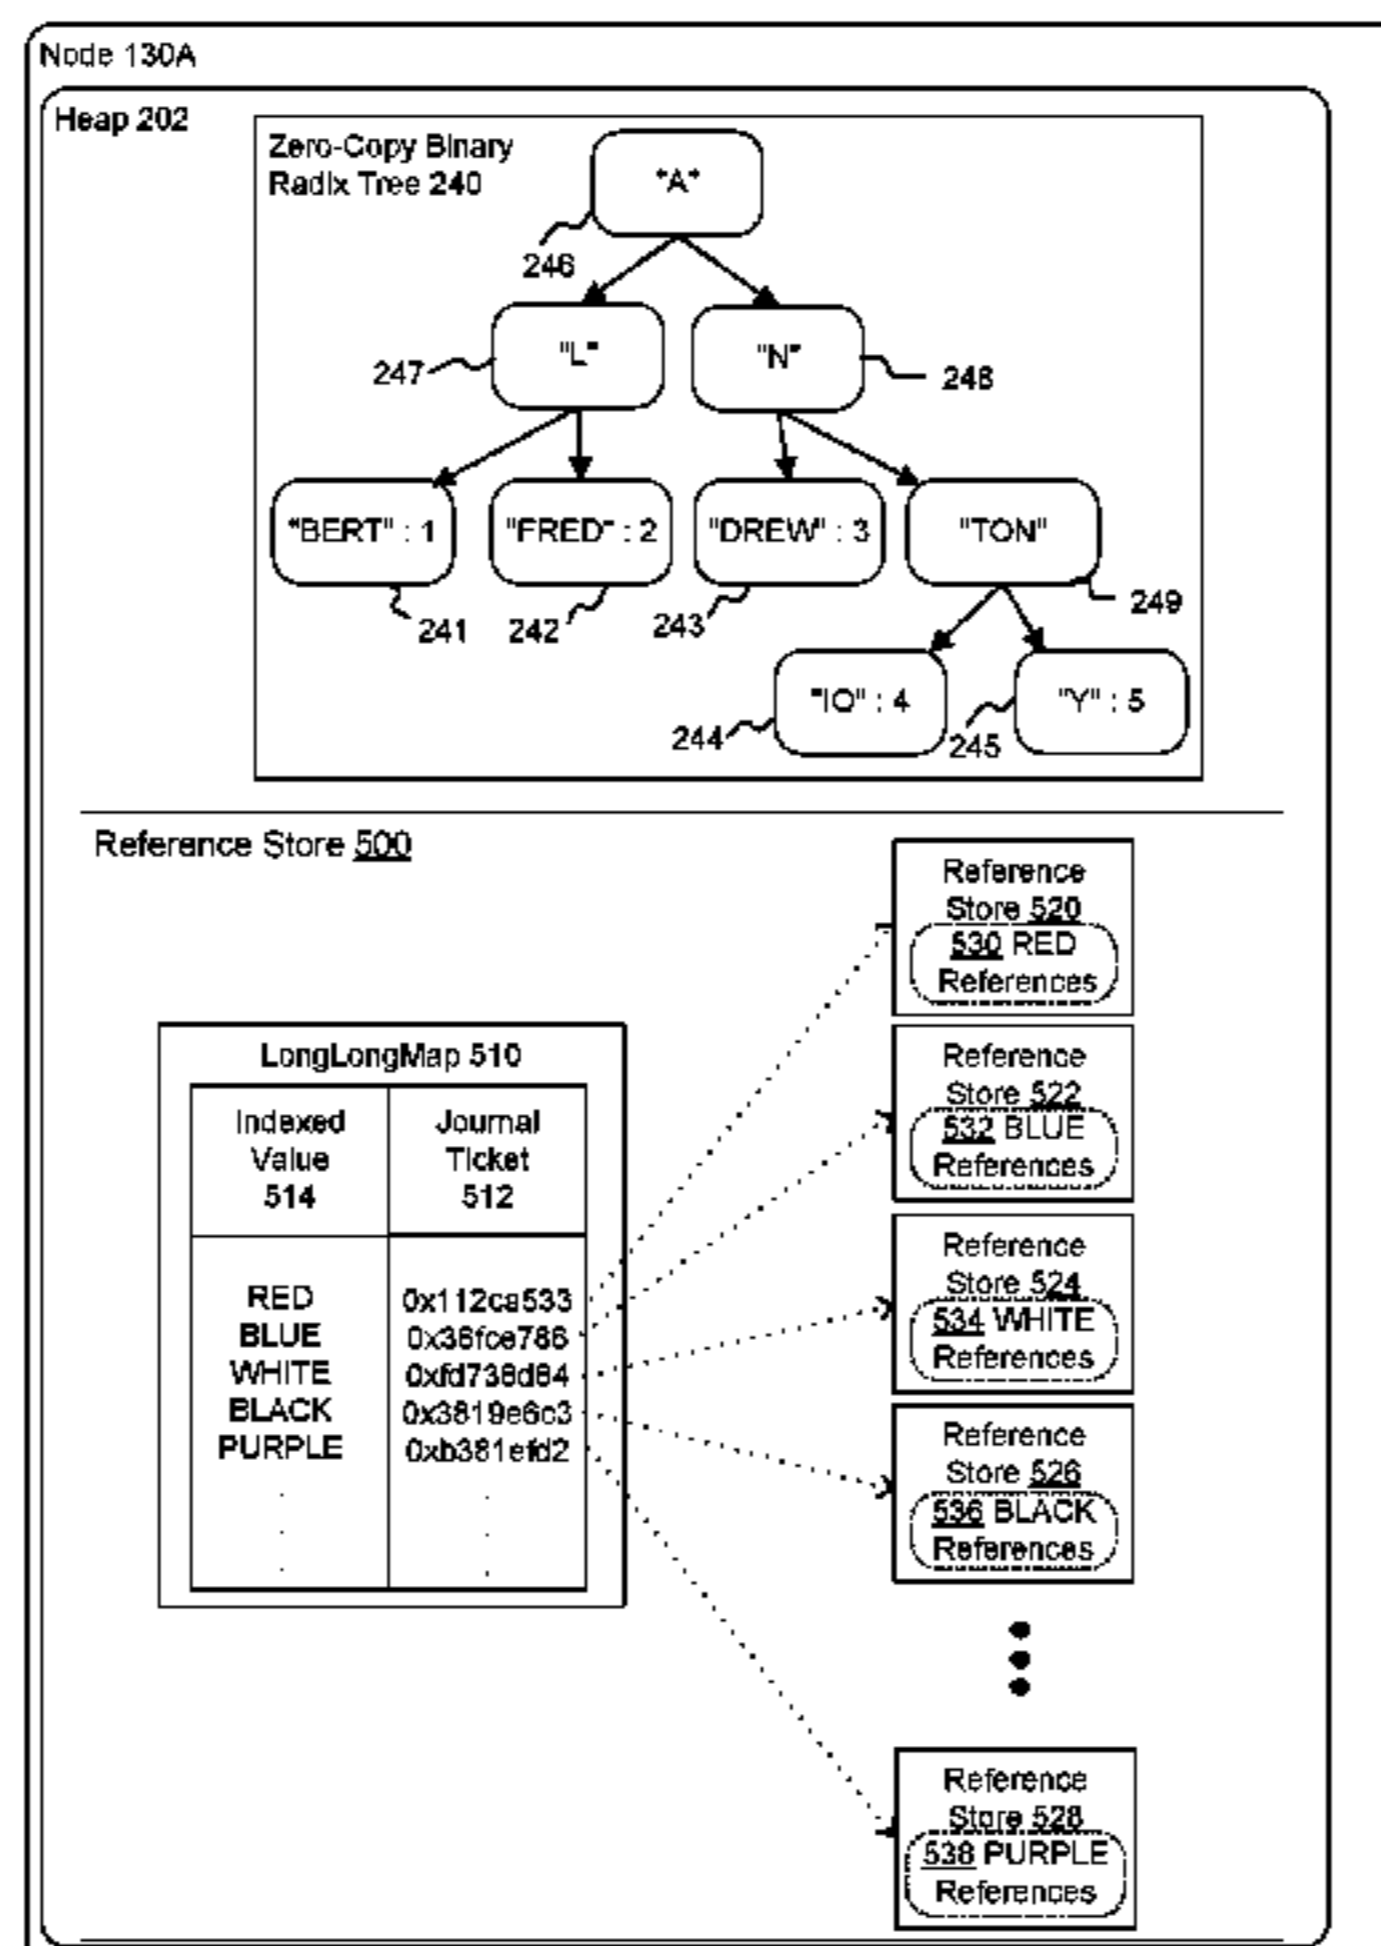 Node 130A
Heap 202
Zero-Copy Binary
Radix Tree 240
"A"
246
"L"
"N"
247
248
"BERT" : 1
"FRED" : 2
"DREW" : 3
"TON"
241
242
243
249
"IO" : 4
"Y" : 5
244
245
Reference Store 500
Reference
Store 520
530 RED
References
Reference
Store 522
532 BLUE
References
Reference
Store 524
534 WHITE
References
Reference
Store 526
536 BLACK
References
Reference
Store 528
538 PURPLE
References
LongLongMap 510
Indexed
Value
514
Journal
Ticket
512
RED 0x112ca533
BLUE 0x36fce786
WHITE
BLACK 0x3819e6c3
PURPLE 0xb381efd2